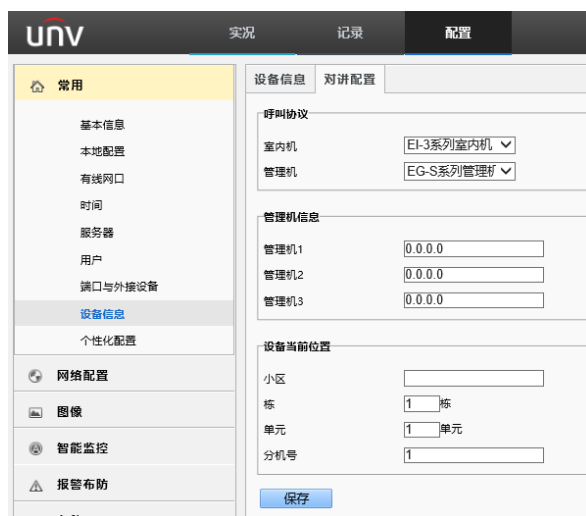 unv 实况 记录 配置
常用
基本信息
本地配置
有线网口
时间
服务器
用户
端口与外接设备
设备信息
个性化配置
网络配置
图像
智能监控
报警布防
设备信息 对讲配置
呼叫协议
室内机 EI-3系列室内机
管理机 EG-S系列管理机
管理机信息
管理机1 0.0.0.0
管理机2 0.0.0.0
管理机3 0.0.0.0
设备当前位置
小区
栋 1 栋
单元 1 单元
分机号 1
保存